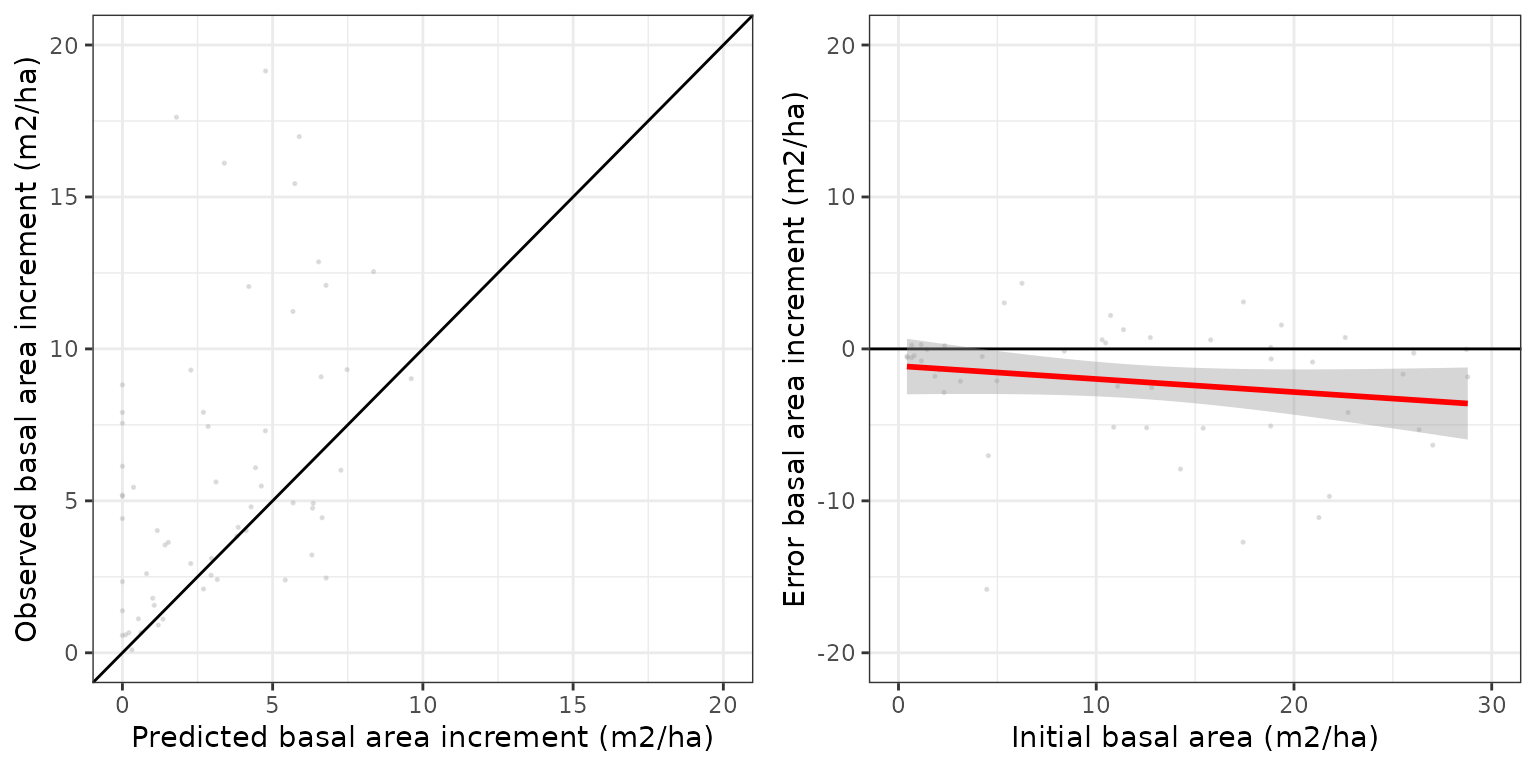 Observed basal area increment (m2/ha)
20
15
10
5
0
0 5 10 15 20
Predicted basal area increment (m2/ha)
Error basal area increment (m2/ha)
20
10
0
-10
-20
0 10 20 30
Initial basal area (m2/ha)